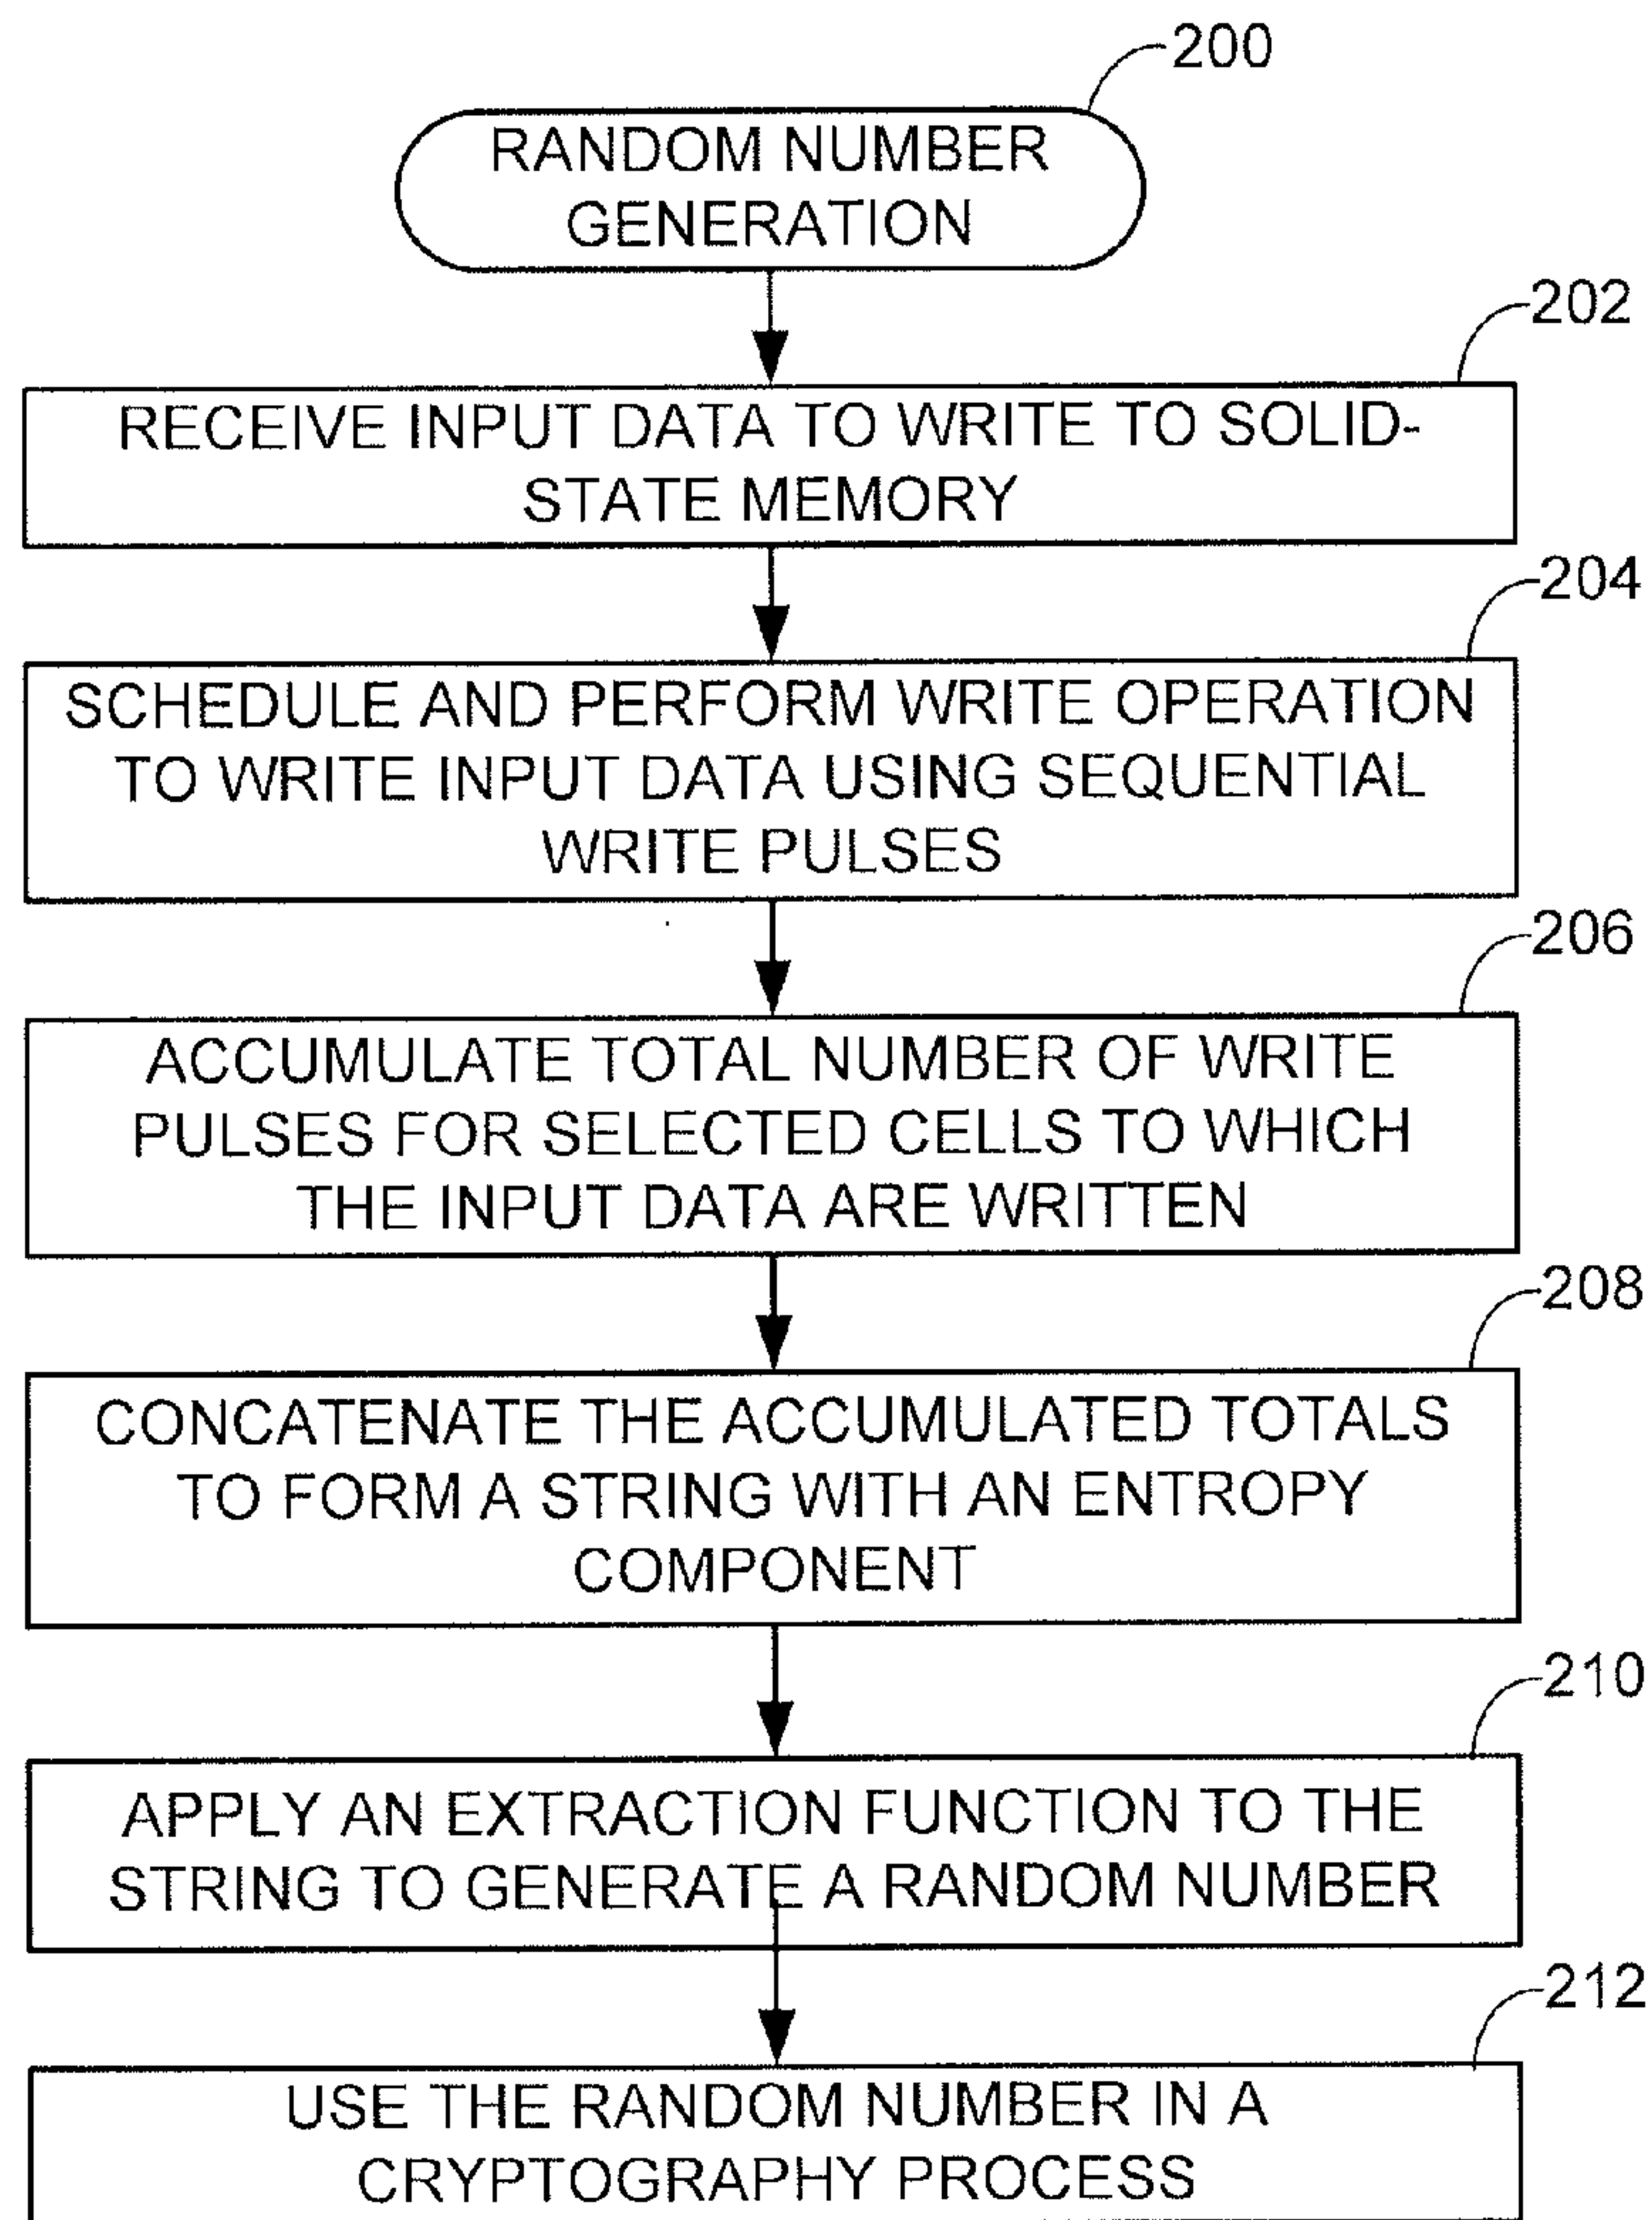 200
RANDOM NUMBER
GENERATION
202
RECEIVE INPUT DATA TO WRITE TO SOLID-
STATE MEMORY
204
SCHEDULE AND PERFORM WRITE OPERATION
TO WRITE INPUT DATA USING SEQUENTIAL
WRITE PULSES
206
ACCUMULATE TOTAL NUMBER OF WRITE
PULSES FOR SELECTED CELLS TO WHICH
THE INPUT DATA ARE WRITTEN
208
CONCATENATE THE ACCUMULATED TOTALS
TO FORM A STRING WITH AN ENTROPY
COMPONENT
210
APPLY AN EXTRACTION FUNCTION TO THE
STRING TO GENERATE A RANDOM NUMBER
212
USE THE RANDOM NUMBER IN A
CRYPTOGRAPHY PROCESS